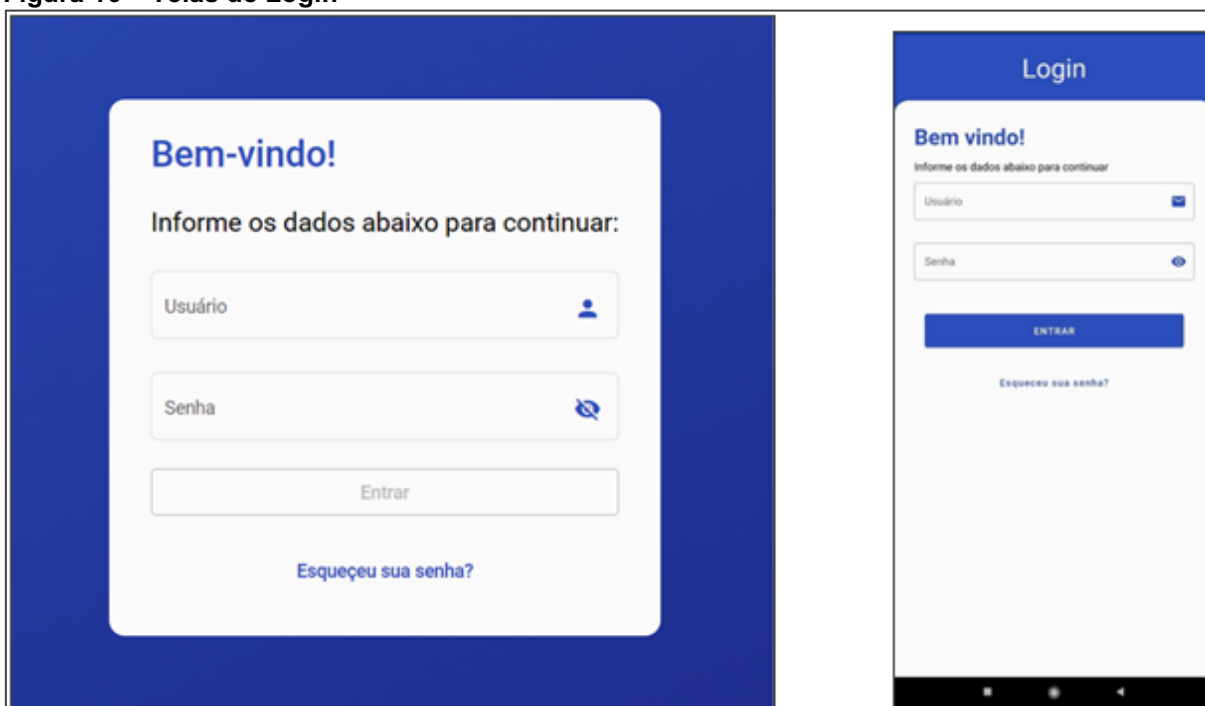 Figura 10 - Telas de Login
Bem-vindo!
Informe os dados abaixo para continuar:
Usuário
Senha
Entrar
Esqueçeu sua senha?
Login
Bem vindo!
Informe os dados abaixo para continuar
Usuário
Senha
ENTRAR
Esqueceu sua senha?